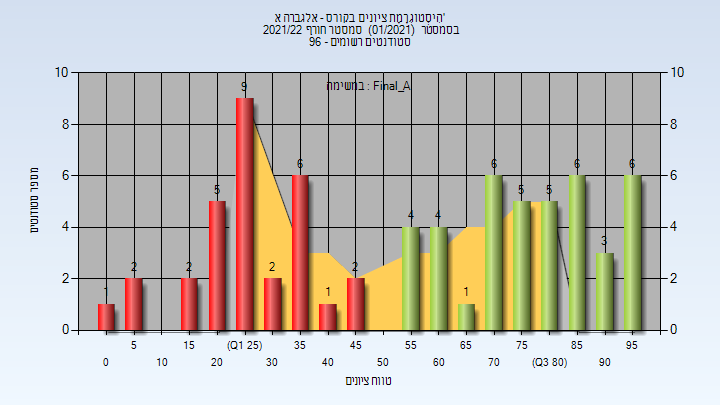 היסטוגרמת ציונים בקורס - אלגברה א'
בסמסטר (01/2021) סמסטר חורף 2021/22
סטודנטים רשומים - 96
במשימה : Final_A
מספר סטודנטים
10 10
8 8
6 6
4 4
2 2
0 0
1 2 2 5 9 2 6 1 2 4 4 1 6 5 5 6 3 6
5 15 (Q1 25) 35 45 55 65 75 85 95
0 10 20 30 40 50 60 70 (Q3 80) 90
טווח ציונים